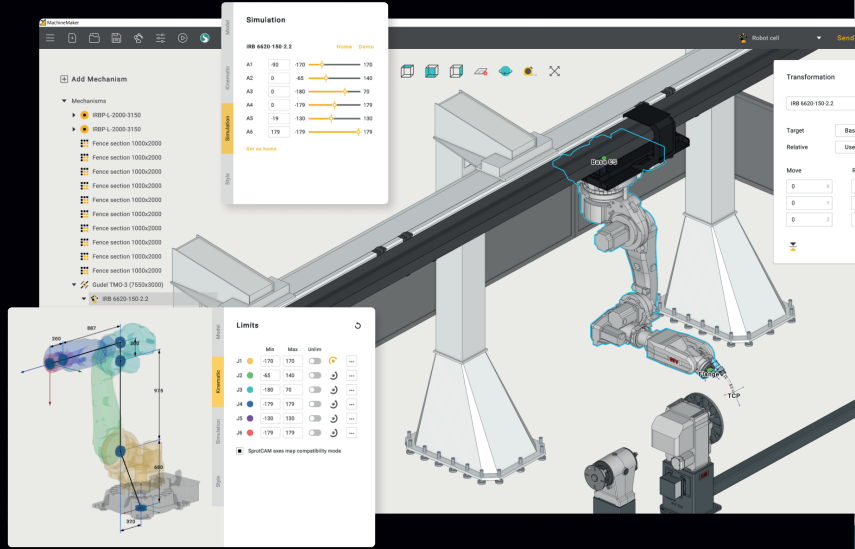 MachineMaker
Robot cell
Send
Simulation
Model
Kinematic
Simulation
Style
IRB 6620-150-2.2
Home Demo
A1 -90 -170 170
A2 0 -65 140
A3 0 -180 70
A4 0 -179 179
A5 -19 -130 130
A6 179 -179 179
Set as home
Add Mechanism
Mechanisms
IRBP-L-2000-3150
IRBP-L-2000-3150
Fence section 1000x2000
Fence section 1000x2000
Fence section 1000x2000
Fence section 1000x2000
Fence section 1000x2000
Fence section 1000x2000
Fence section 1000x2000
Fence section 1000x2000
Fence section 1000x2000
Fence section 1000x2000
Gudel TMO-3 (7550x3000)
IRB 6620-150-2.2
Base CS
Flange
TCP
Transformation
IRB 6620-150-2.2
Target Bas
Relative Use
Move R
0 X
0 Y
0 Z
887
260
200
975
680
320
Model
Kinematic
Simulation
Style
Limits
Min Max Unlim
J1 -170 170 ...
J2 -65 140 ...
J3 -180 70 ...
J4 -179 179 ...
J5 -130 130 ...
J6 -179 179 ...
SprutCAM axes map compatibility mode